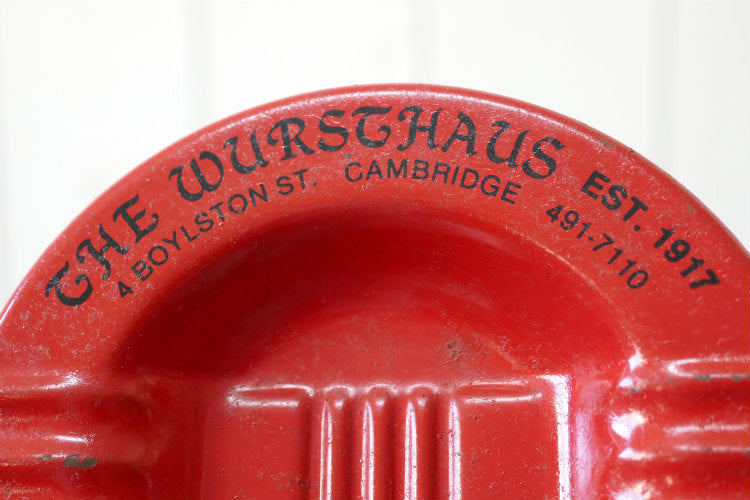 THE WURSTHAUS EST. 1917
4 BOYLSTON ST. CAMBRIDGE 491-7110